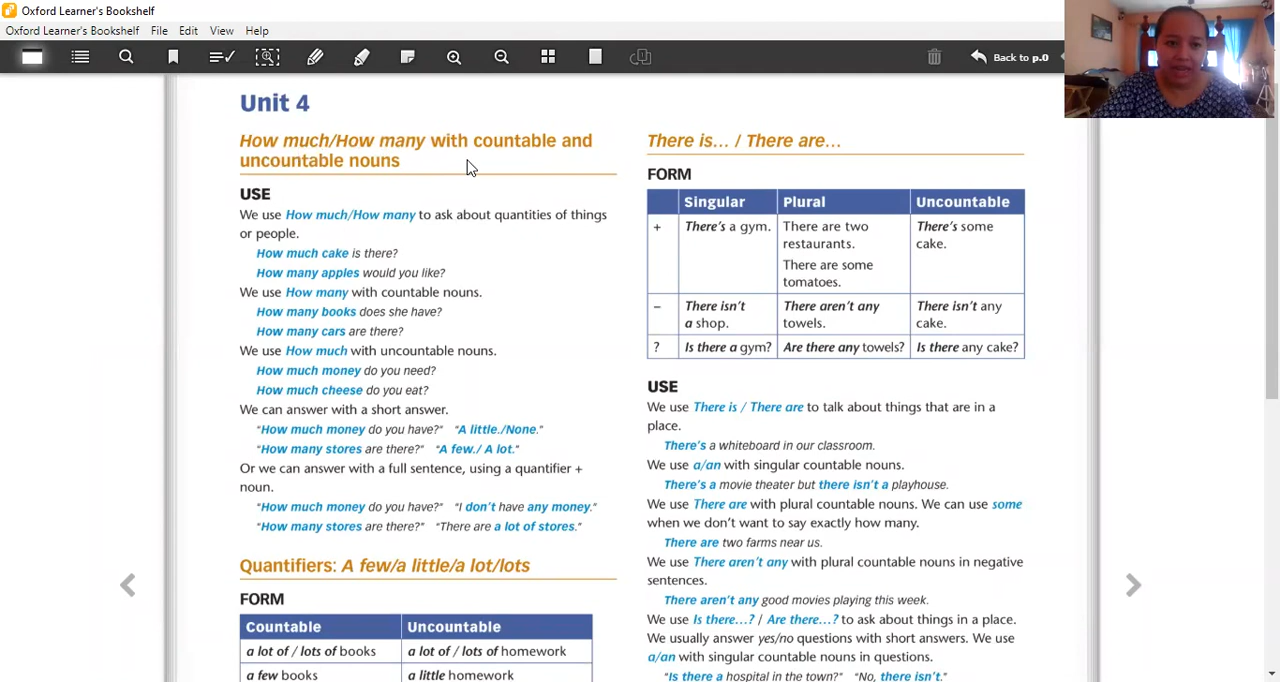 Oxford Learner's Bookshelf
Oxford Learner's Bookshelf File Edit View Help
Back to p.0
Unit 4
How much/How many with countable and
uncountable nouns
USE
We use How much/How many to ask about quantities of things
or people.
How much cake is there?
How many apples would you like?
We use How many with countable nouns.
How many books does she have?
How many cars are there?
We use How much with uncountable nouns.
How much money do you need?
How much cheese do you eat?
We can answer with a short answer.
"How much money do you have?" "A little./None."
"How many stores are there?" "A few./ A lot."
Or we can answer with a full sentence, using a quantifier +
noun.
"How much money do you have?" "I don't have any money."
"How many stores are there?" "There are a lot of stores."
Quantifiers: A few/a little/a lot/lots
FORM
Countable Uncountable
a lot of / lots of books a lot of / lots of homework
a few books a little homework
There is… / There are…
FORM
Singular Plural Uncountable
+ There's a gym. There are two There's some
restaurants. cake.
There are some
tomatoes.
– There isn't There aren't any There isn't any
a shop. towels. cake.
? Is there a gym? Are there any towels? Is there any cake?
USE
We use There is / There are to talk about things that are in a
place.
There's a whiteboard in our classroom.
We use a/an with singular countable nouns.
There's a movie theater but there isn't a playhouse.
We use There are with plural countable nouns. We can use some
when we don't want to say exactly how many.
There are two farms near us.
We use There aren't any with plural countable nouns in negative
sentences.
There aren't any good movies playing this week.
We use Is there…? / Are there…? to ask about things in a place.
We usually answer yes/no questions with short answers. We use
a/an with singular countable nouns in questions.
"Is there a hospital in the town?" "No, there isn't."